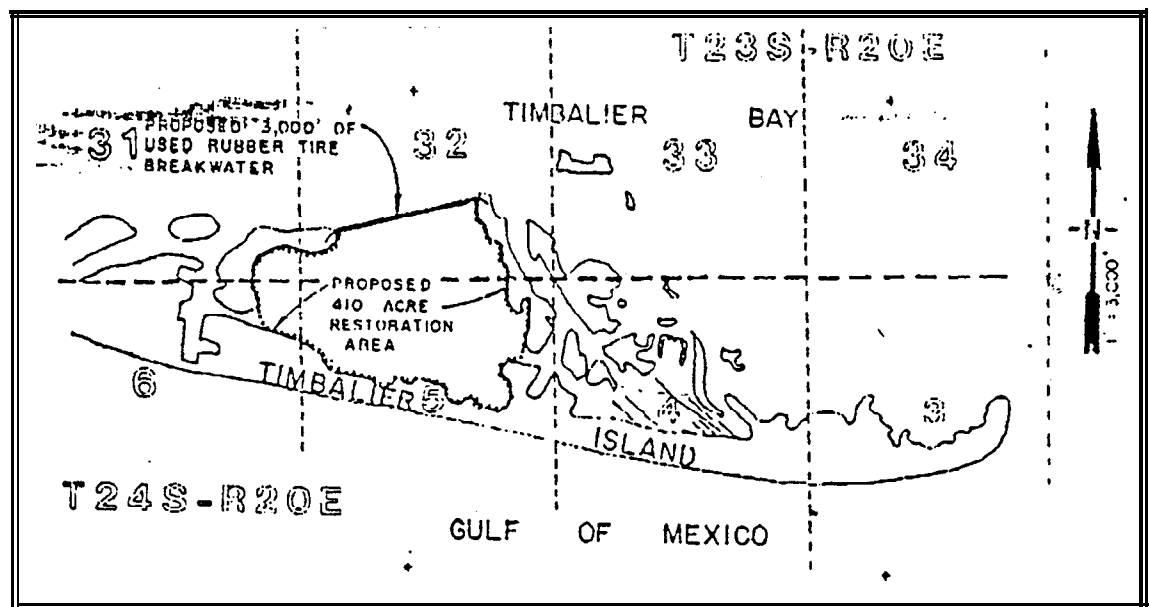 T23S-R20E
TIMBALIER BAY
31
PROPOSED 3,000' OF
USED RUBBER TIRE
BREAKWATER
32
33
34
N
PROPOSED
410 ACRE
RESTORATION
AREA
6
TIMBALIER
5
4
3
ISLAND
T24S-R20E
GULF OF MEXICO